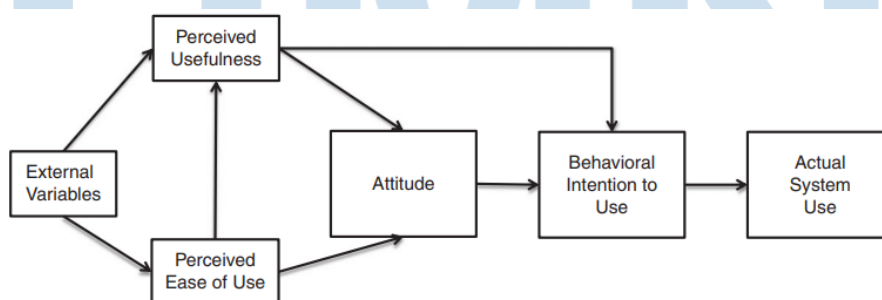 Perceived
Usefulness
External
Variables
Attitude
Behavioral
Intention to
Use
Actual
System
Use
Perceived
Ease of Use